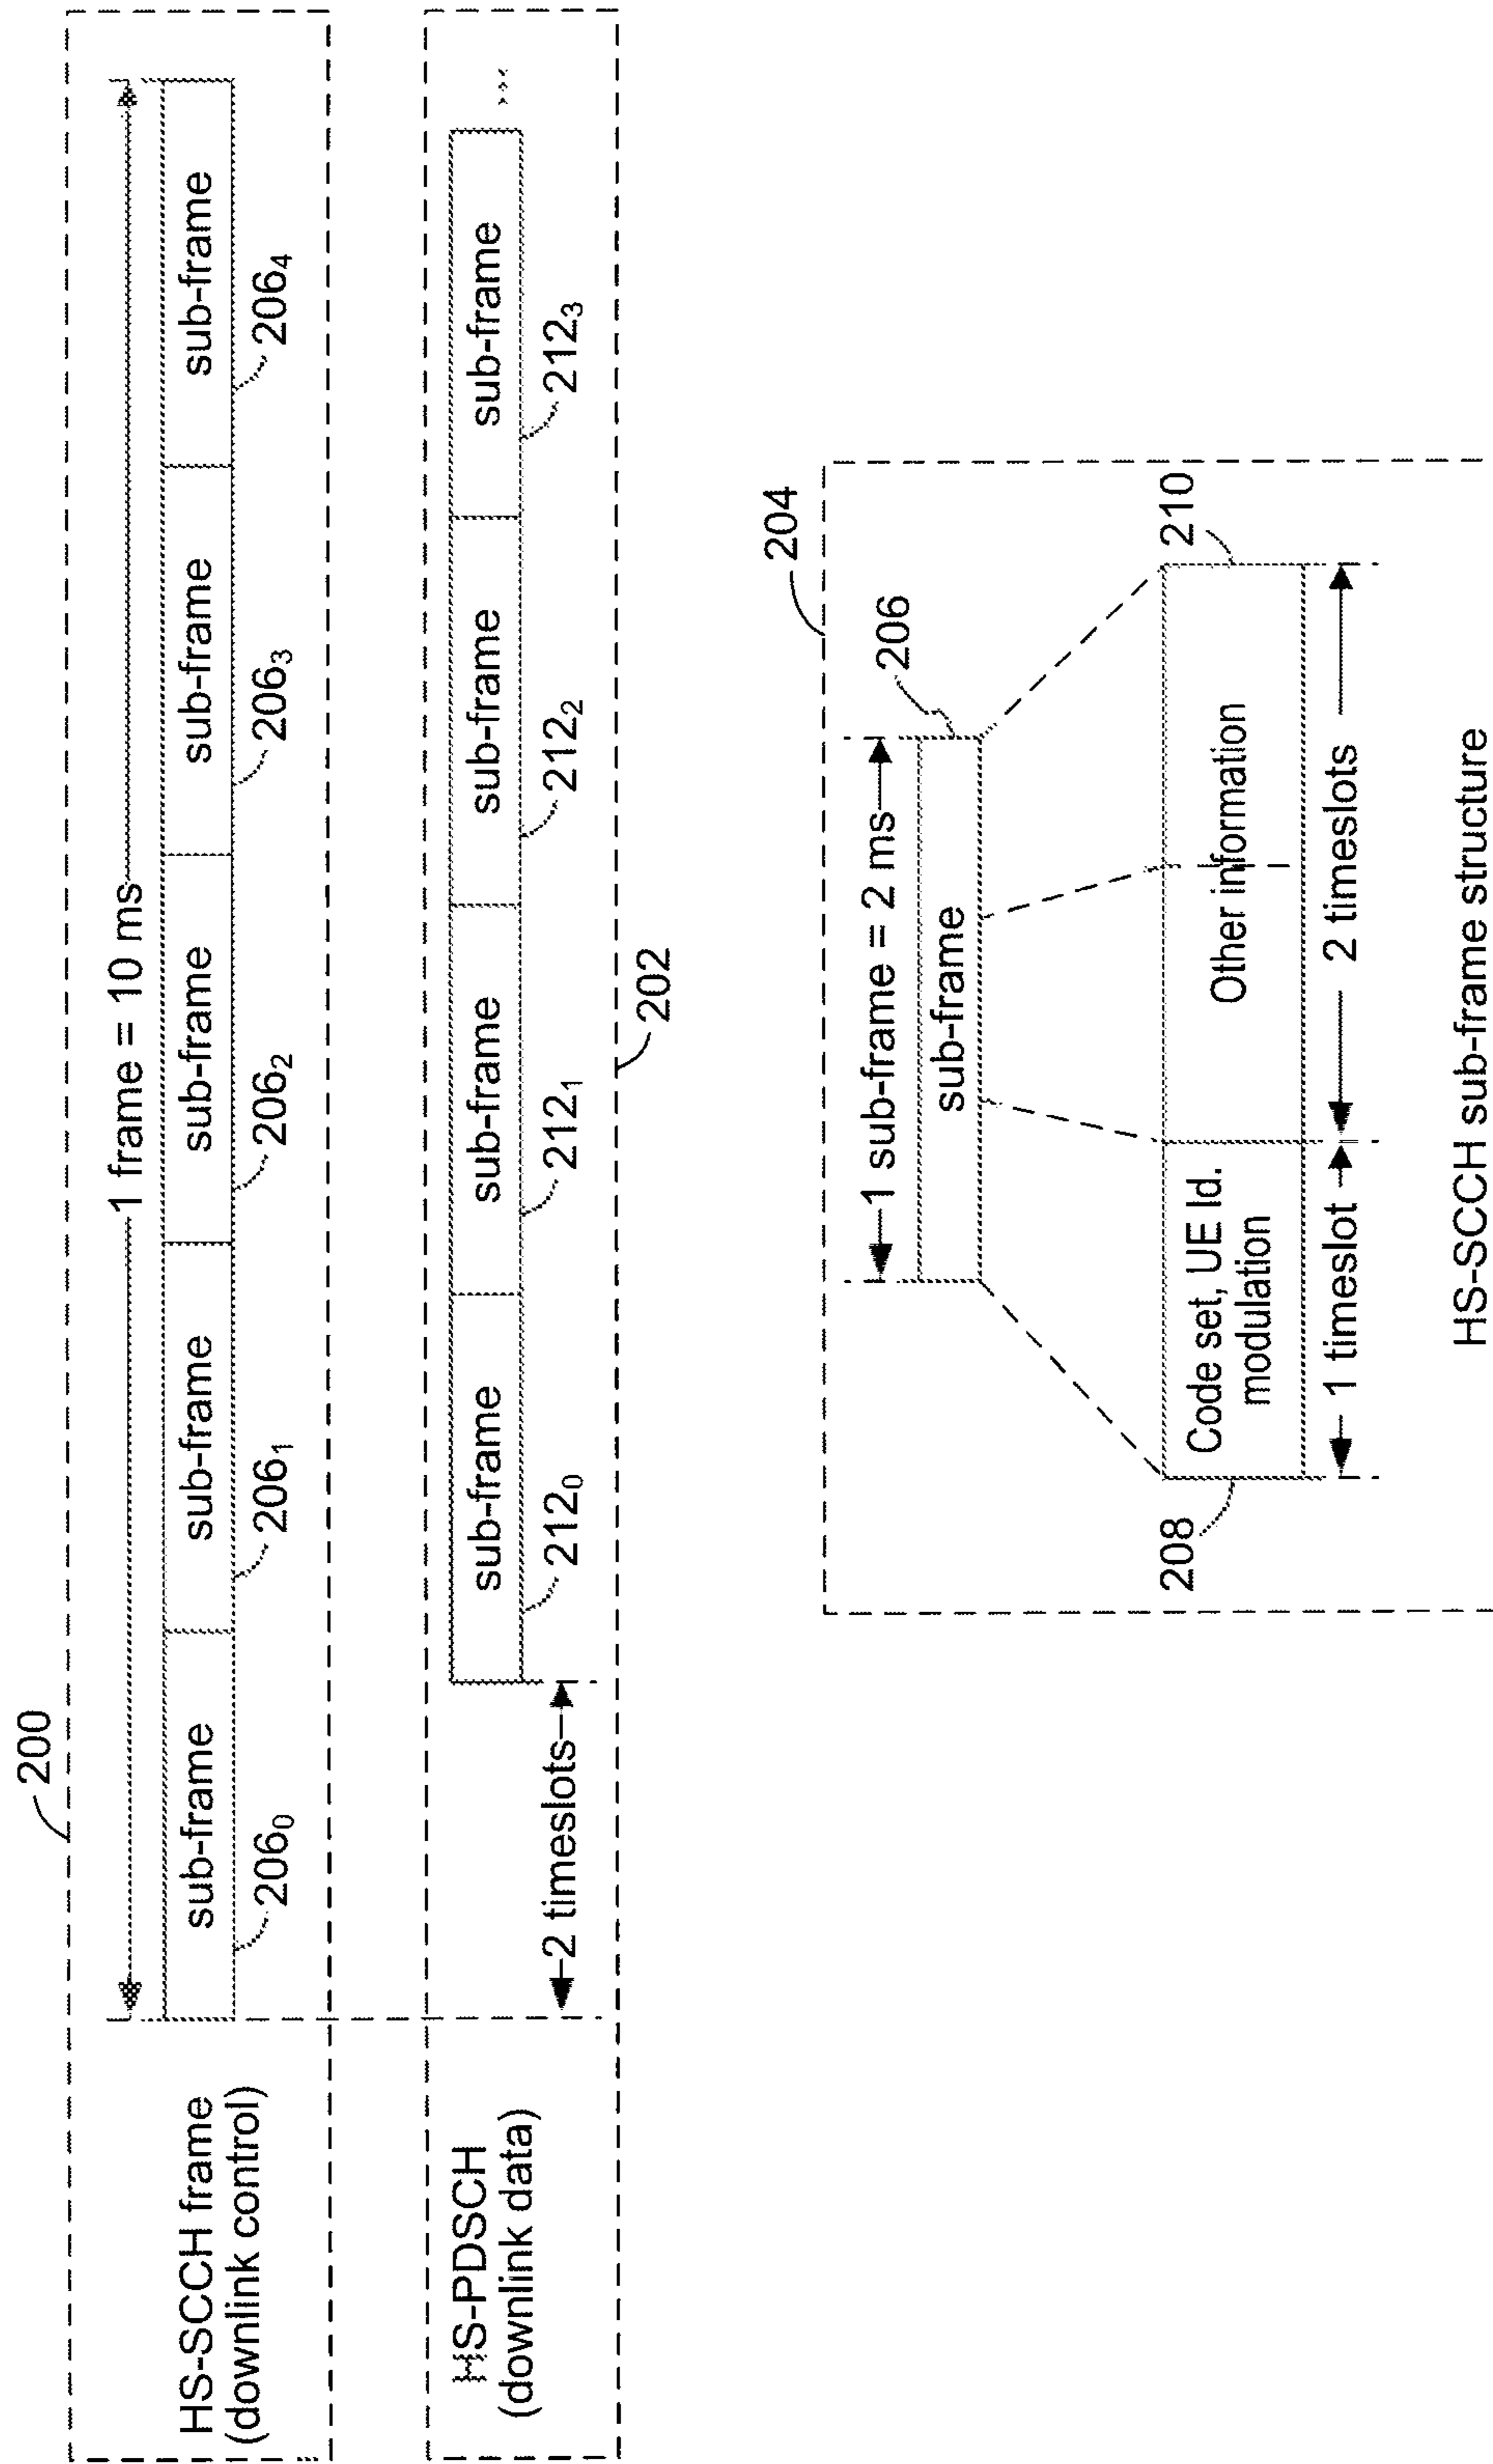 200
HS-SCCH frame
(downlink control)
1 frame = 10 ms
sub-frame
sub-frame
sub-frame
sub-frame
sub-frame
206₀
206₁
206₂
206₃
206₄
HS-PDSCH
(downlink data)
sub-frame
sub-frame
sub-frame
sub-frame
...
212₀
212₁
212₂
212₃
2 timeslots
202
204
1 sub-frame = 2 ms
206
sub-frame
208
Code set, UE Id.
modulation
Other information
210
1 timeslot
2 timeslots
HS-SCCH sub-frame structure